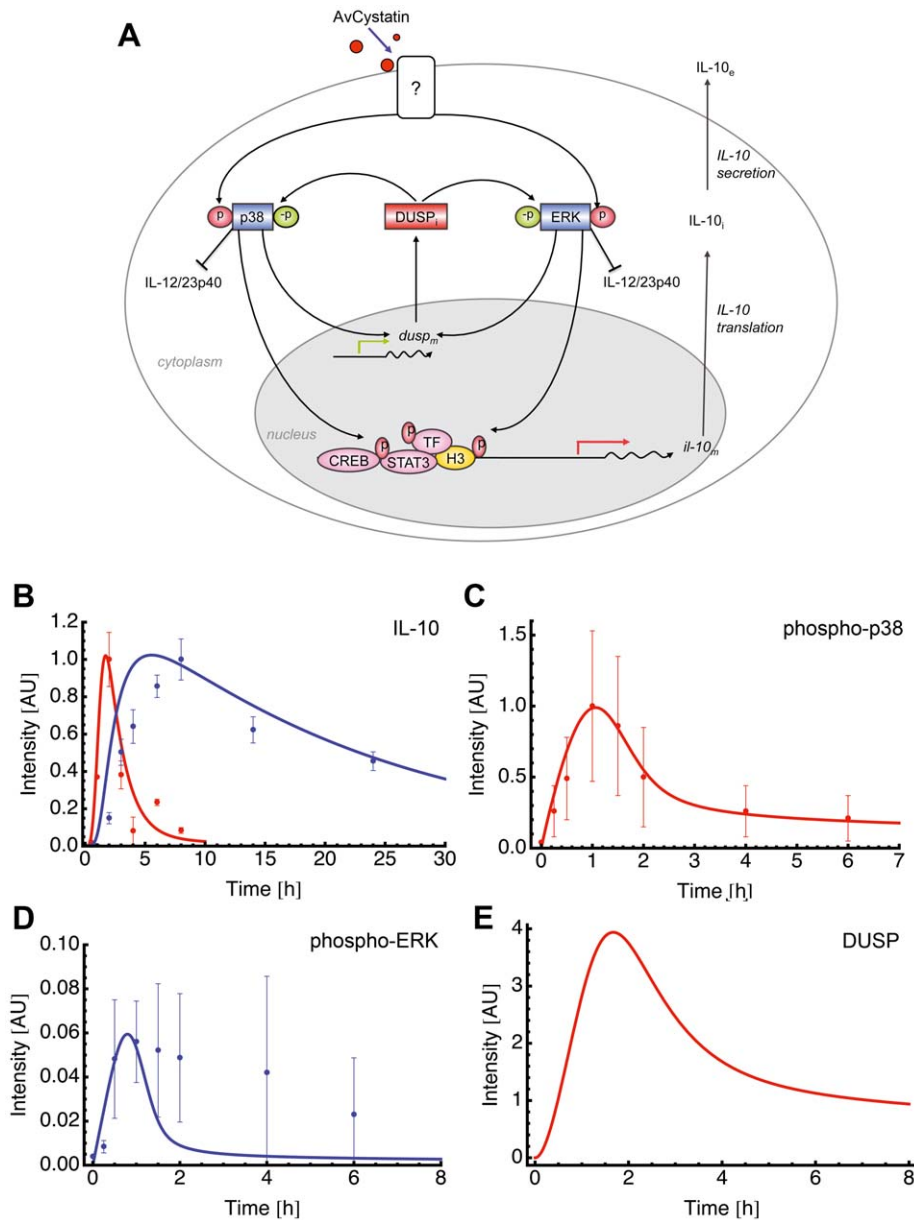 A
AvCystatin
?
IL-10e
IL-10
secretion
p p38 -p
DUSPi
-p ERK p
IL-10i
IL-12/23p40
IL-12/23p40
IL-10
translation
duspm
cytoplasm
nucleus
p p TF p
CREB STAT3 H3
il-10m
B
IL-10
Intensity [AU]
1.2
1.0
0.8
0.6
0.4
0.2
0.0
0 5 10 15 20 25 30
Time [h]
C
phospho-p38
Intensity [AU]
1.5
1.0
0.5
0.0
0 1 2 3 4 5 6 7
Time [h]
D
phospho-ERK
Intensity [AU]
0.10
0.08
0.06
0.04
0.02
0.00
0 2 4 6 8
Time [h]
E
DUSP
Intensity [AU]
4
3
2
1
0
0 2 4 6 8
Time [h]